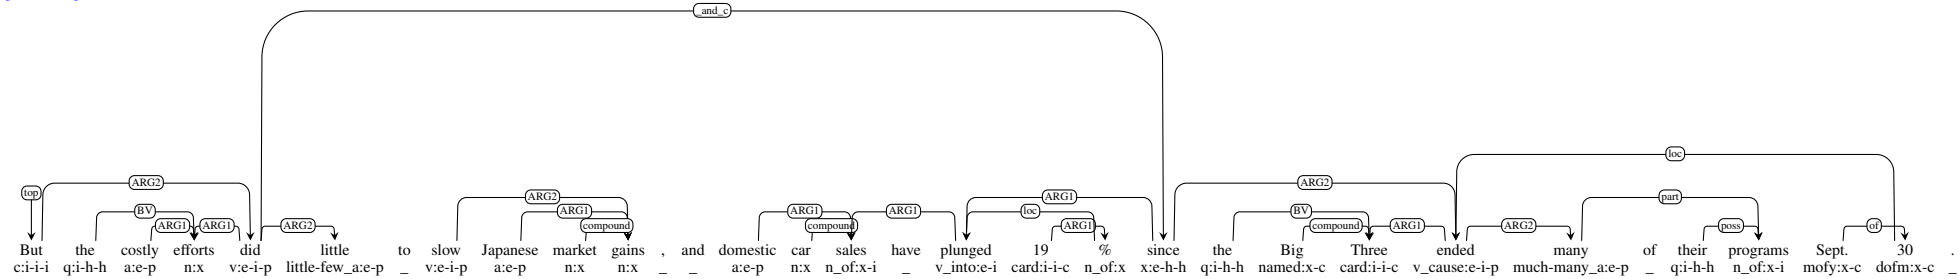 _and_c
loc
ARG2 ARG2 ARG1 ARG2 part
top BV ARG1 ARG1 ARG2 ARG1 compound ARG1 compound ARG1 loc ARG1 BV compound ARG1 ARG2 poss of
But the costly efforts did little to slow Japanese market gains , and domestic car sales have plunged 19 % since the Big Three ended many of their programs Sept. 30 .
c:i-i-i q:i-h-h a:e-p n:x v:e-i-p little-few_a:e-p _ v:e-i-p a:e-p n:x n:x _ _ a:e-p n:x n_of:x-i _ v_into:e-i card:i-i-c n_of:x x:e-h-h q:i-h-h named:x-c card:i-i-c v_cause:e-i-p much-many_a:e-p _ q:i-h-h n_of:x-i mofy:x-c dofm:x-c _